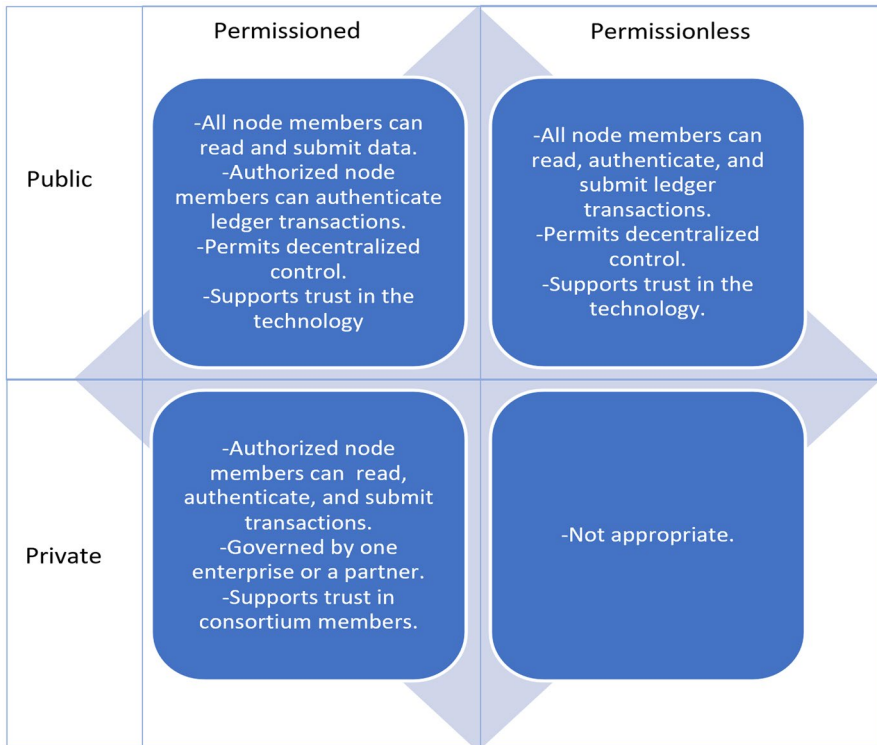 Permissioned
Permissionless
Public
-All node members can
read and submit data.
-Authorized node
members can authenticate
ledger transactions.
-Permits decentralized
control.
-Supports trust in the
technology
-All node members can
read, authenticate, and
submit ledger
transactions.
-Permits decentralized
control.
-Supports trust in the
technology.
Private
-Authorized node
members can  read,
authenticate, and submit
transactions.
-Governed by one
enterprise or a partner.
-Supports trust in
consortium members.
-Not appropriate.